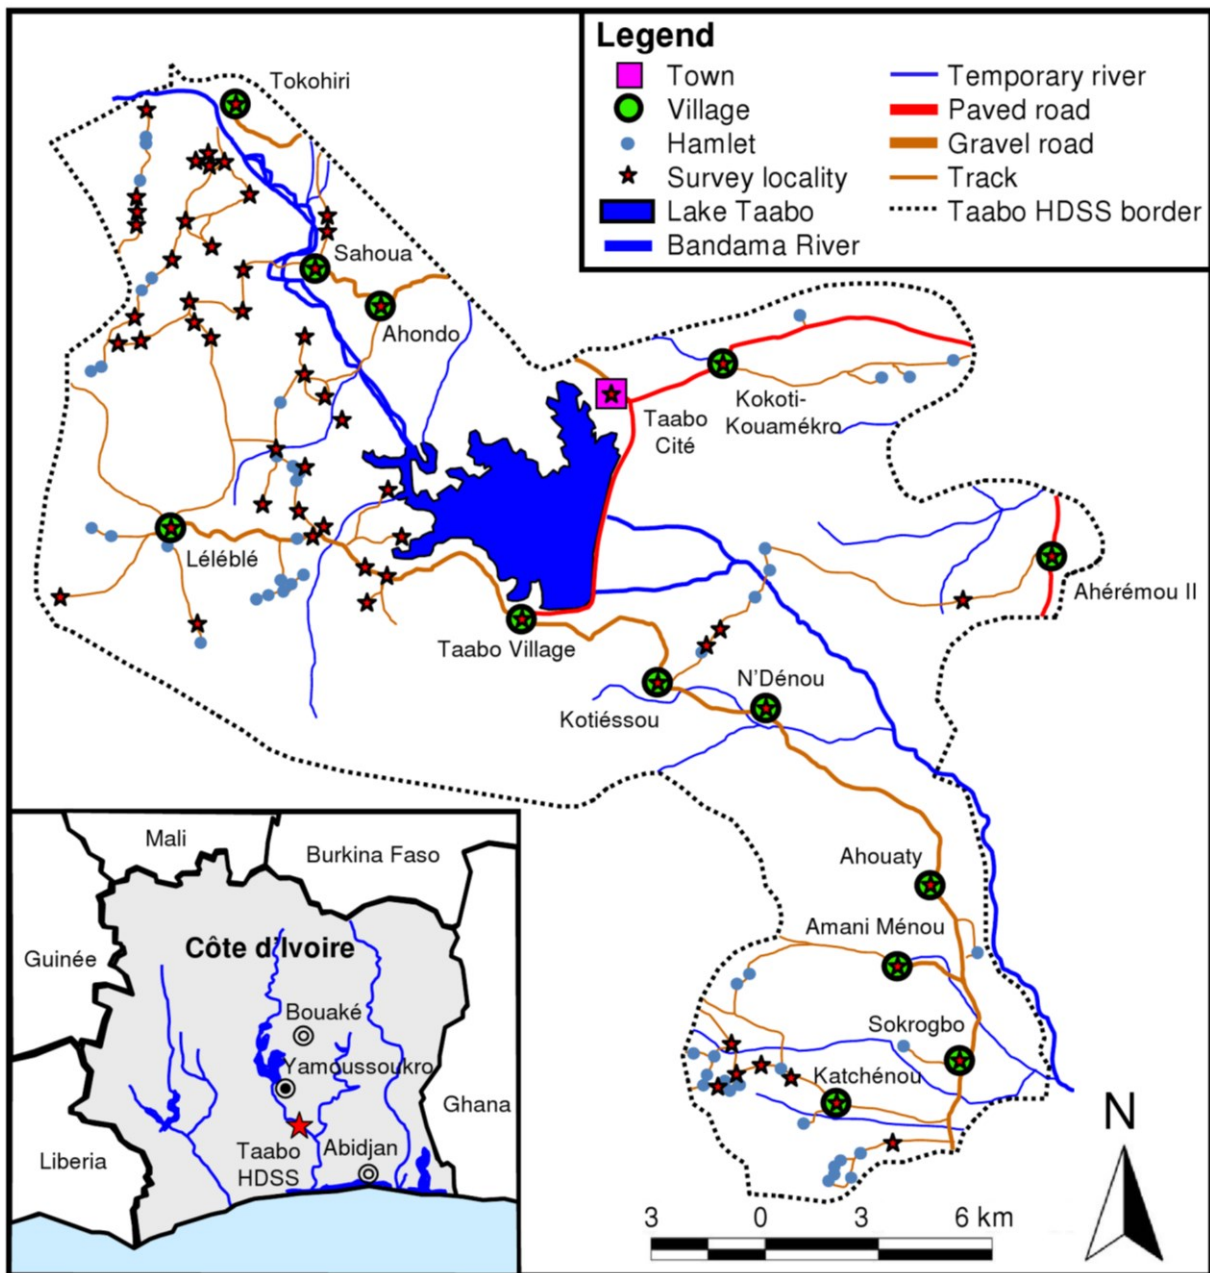 Legend
Town
Village
Hamlet
Survey locality
Lake Taabo
Bandama River
Temporary river
Paved road
Gravel road
Track
Taabo HDSS border
Tokohiri
Sahoua
Ahondo
Kokoti-
Kouamékro
Taabo
Cité
Léléblé
Ahérémou II
Taabo Village
Kotiéssou
N'Dénou
Ahouaty
Amani Ménou
Sokrogbo
Katchénou
Mali
Burkina Faso
Guinée
Côte d'Ivoire
Bouaké
Yamoussoukro
Ghana
Taabo
HDSS
Abidjan
Liberia
N
3 0 3 6 km